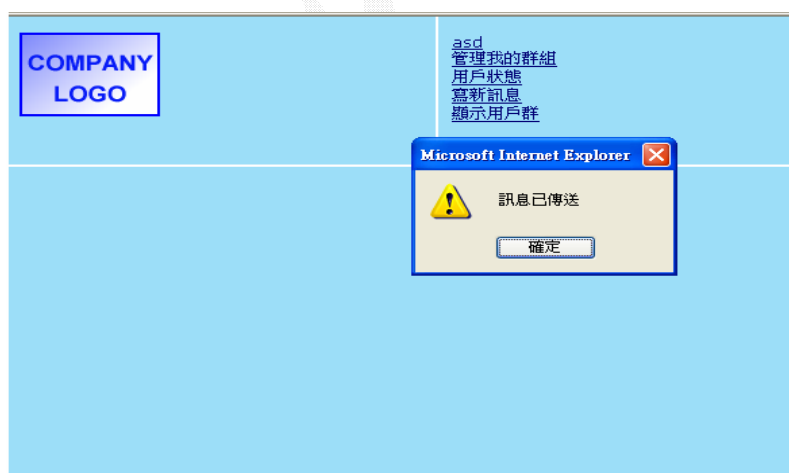 COMPANY
LOGO
asd
管理我的群組
用戶狀態
寫新訊息
顯示用戶群
Microsoft Internet Explorer
訊息已傳送
確定